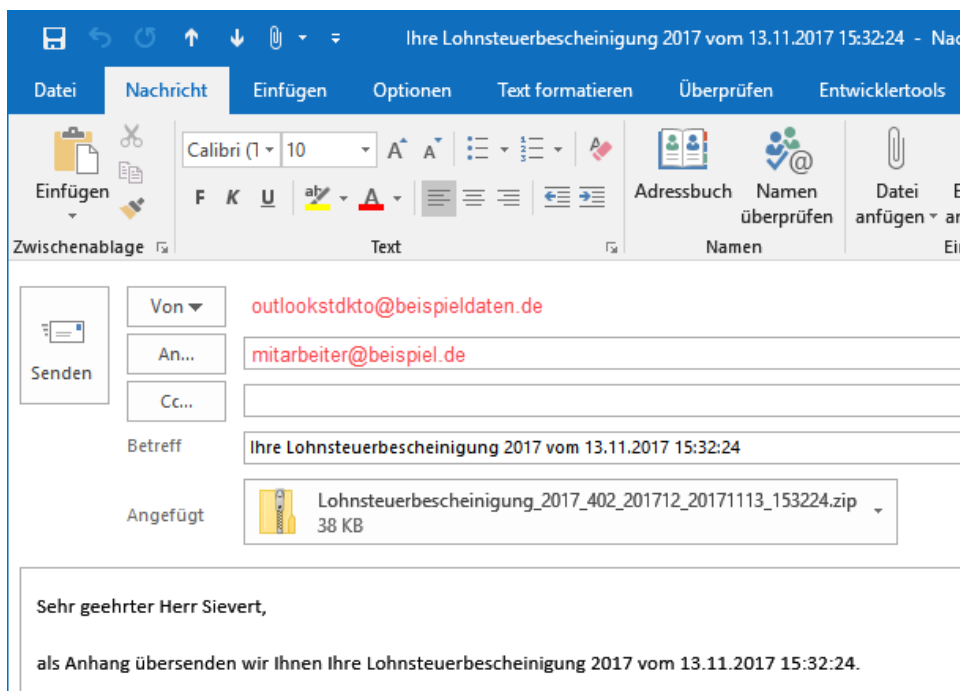 Ihre Lohnsteuerbescheinigung 2017 vom 13.11.2017 15:32:24 -
Datei Nachricht Einfügen Optionen Text formatieren Überprüfen Entwicklertools
Calibri (T 10
Einfügen
F K U
Adressbuch Namen überprüfen
Datei anfügen
Zwischenablage Text Namen
Von outlookstdkto@beispieldaten.de
An... mitarbeiter@beispiel.de
Senden
Cc...
Betreff Ihre Lohnsteuerbescheinigung 2017 vom 13.11.2017 15:32:24
Angefügt Lohnsteuerbescheinigung_2017_402_201712_20171113_153224.zip
38 KB
Sehr geehrter Herr Sievert,
als Anhang übersenden wir Ihnen Ihre Lohnsteuerbescheinigung 2017 vom 13.11.2017 15:32:24.